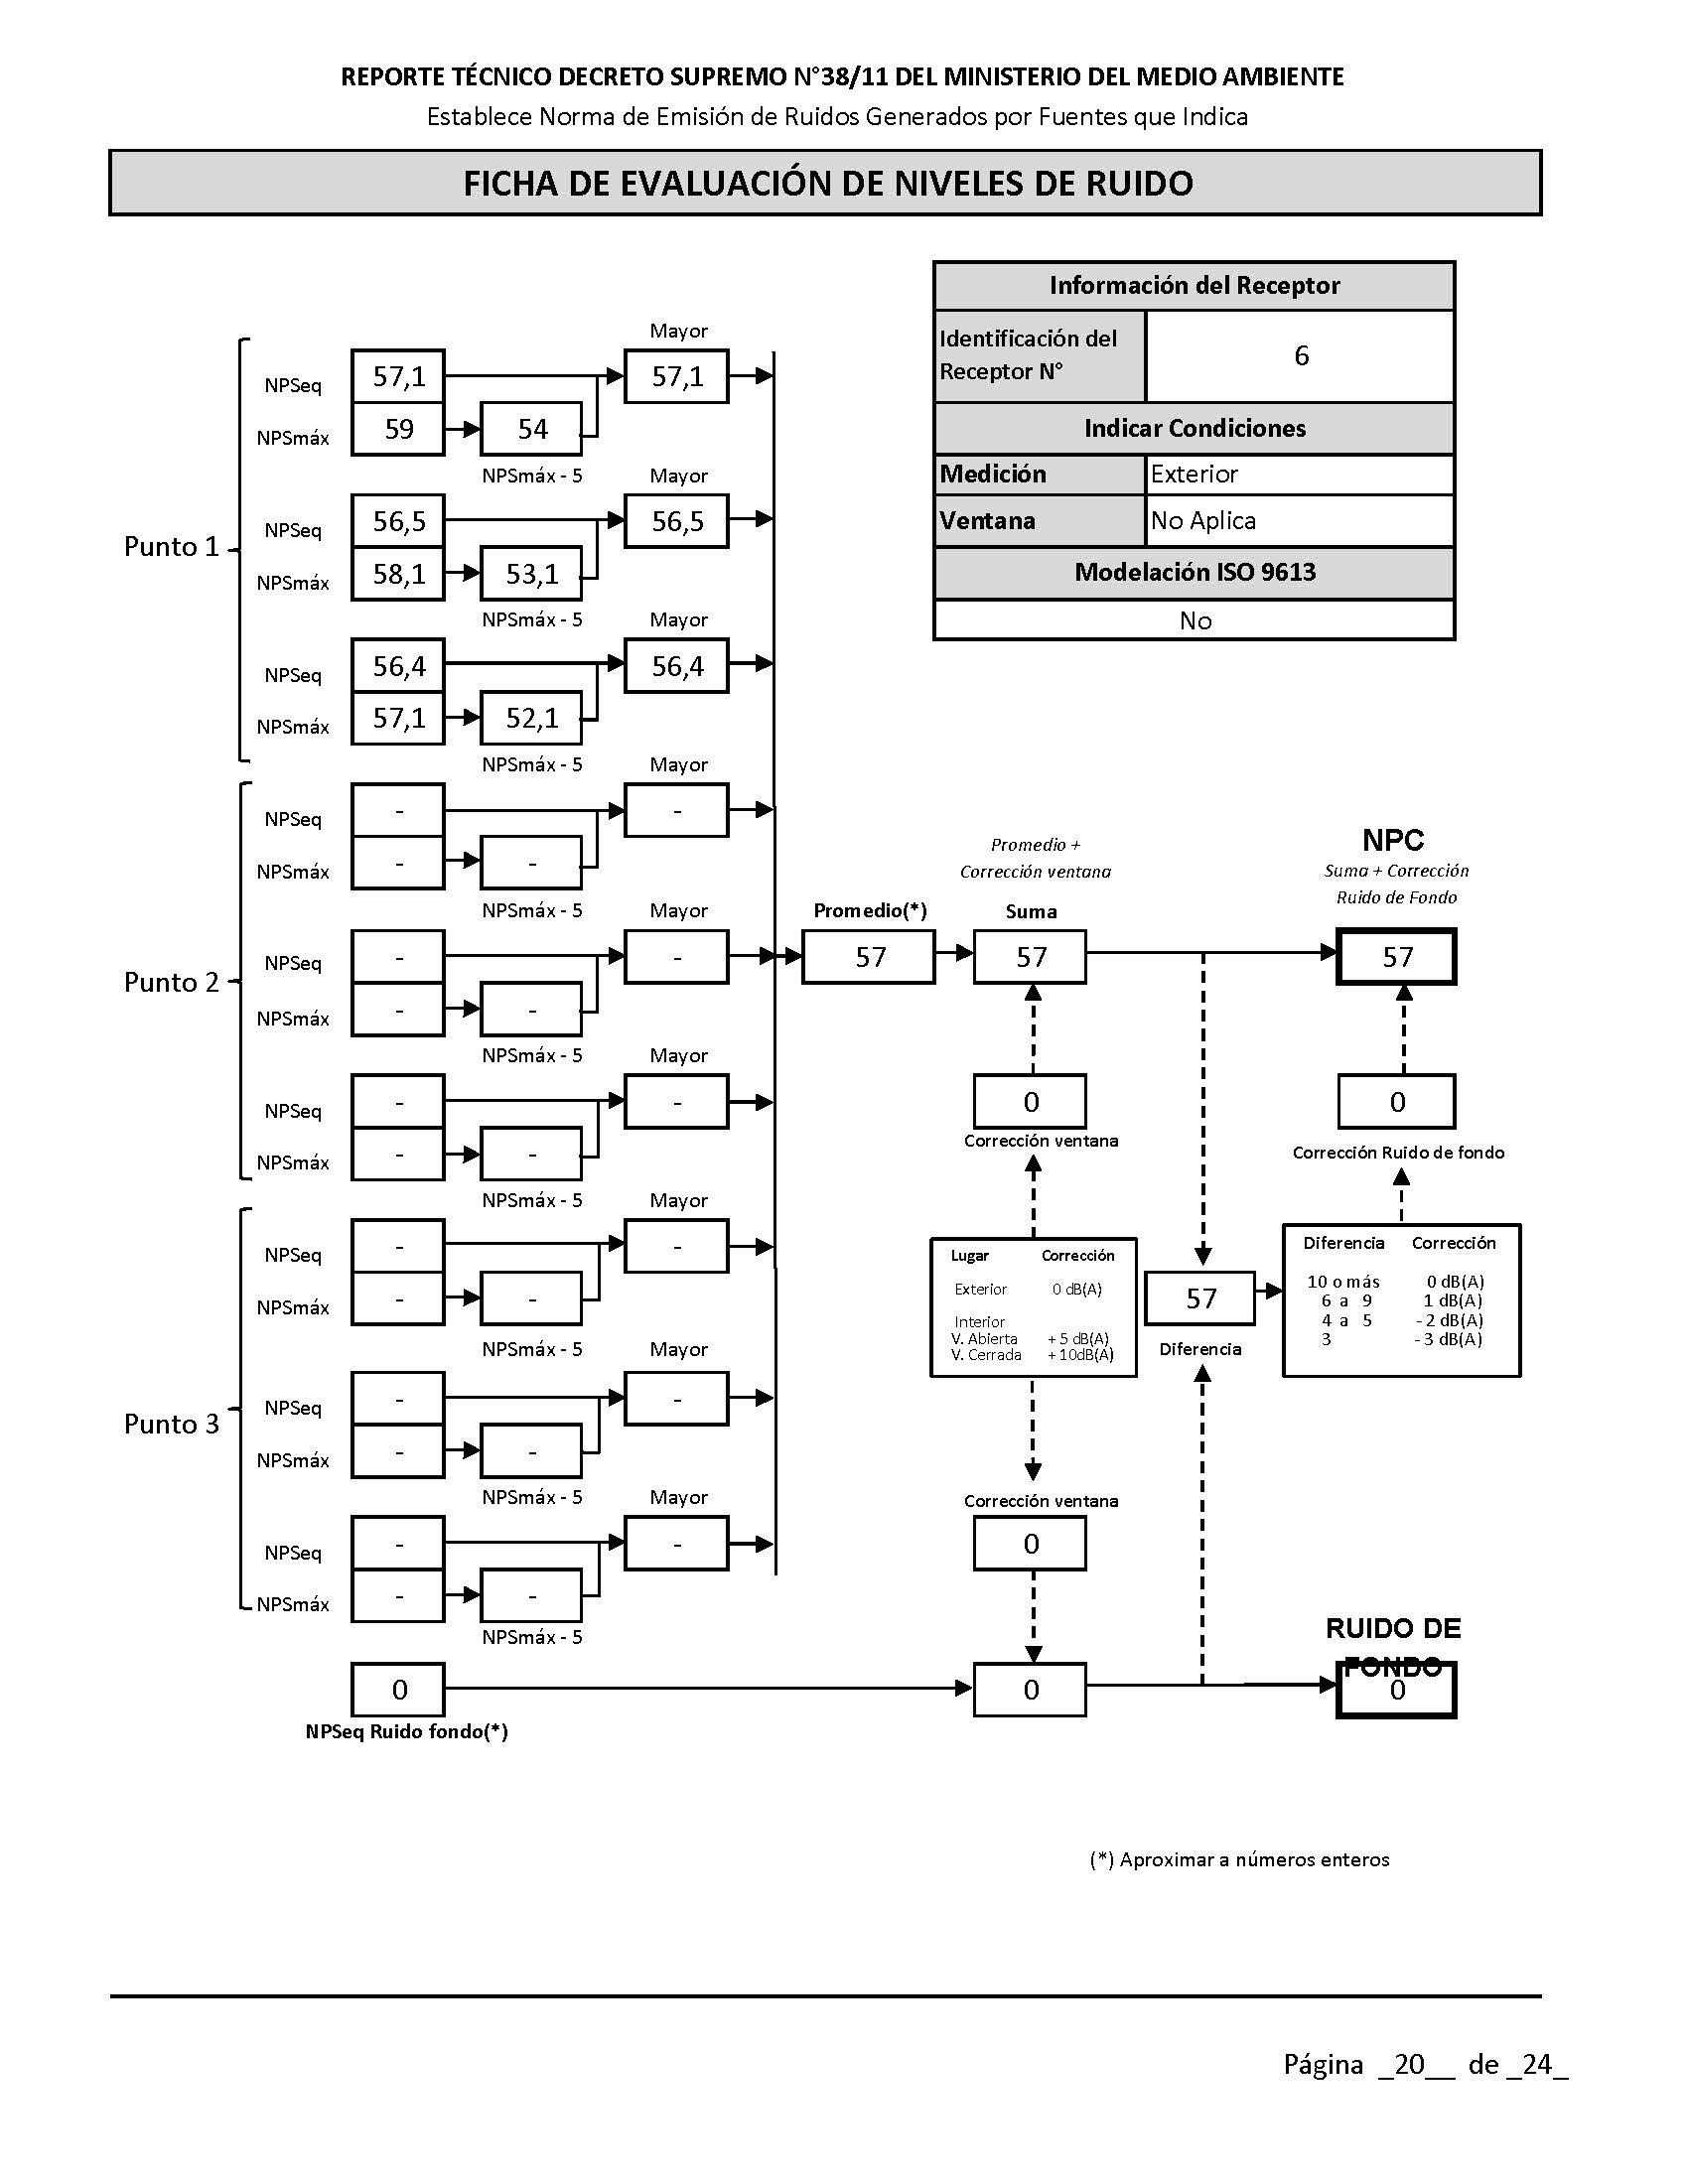 REPORTE TÉCNICO DECRETO SUPREMO N°38/11 DEL MINISTERIO DEL MEDIO AMBIENTE
Establece Norma de Emisión de Ruidos Generados por Fuentes que Indica
FICHA DE EVALUACIÓN DE NIVELES DE RUIDO
Información del Receptor
Identificación del
Receptor N°
6
Indicar Condiciones
Medición Exterior
Ventana No Aplica
Modelación ISO 9613
No
Punto 1
Mayor
NPSeq 57,1 57,1
NPSmáx 59 54
NPSmáx - 5 Mayor
NPSeq 56,5 56,5
NPSmáx 58,1 53,1
NPSmáx - 5 Mayor
NPSeq 56,4 56,4
NPSmáx 57,1 52,1
NPSmáx - 5 Mayor
Punto 2
NPSeq - -
NPSmáx - -
NPSmáx - 5 Mayor
NPSeq - -
NPSmáx - -
NPSmáx - 5 Mayor
NPSeq - -
NPSmáx - -
NPSmáx - 5 Mayor
Punto 3
NPSeq - -
NPSmáx - -
NPSmáx - 5 Mayor
NPSeq - -
NPSmáx - -
NPSmáx - 5 Mayor
NPSeq - -
NPSmáx - -
NPSmáx - 5
0
NPSeq Ruido fondo(*)
Promedio(*)
57
Promedio +
Corrección ventana
Suma
57
0
Corrección ventana
Lugar Corrección
Exterior 0 dB(A)
Interior
V. Abierta + 5 dB(A)
V. Cerrada + 10dB(A)
Corrección ventana
0
0
57
Diferencia
NPC
Suma + Corrección
Ruido de Fondo
57
0
Corrección Ruido de fondo
Diferencia Corrección
10 o más 0 dB(A)
6 a 9 1 dB(A)
4 a 5 - 2 dB(A)
3 - 3 dB(A)
RUIDO DE
FONDO
0
(*) Aproximar a números enteros
Página _20__ de _24_